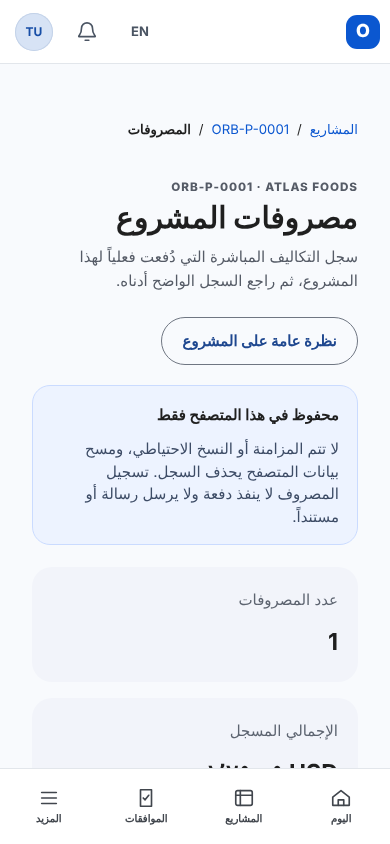 O
EN
TU
المشاريع / ORB-P-0001 / المصروفات
ORB-P-0001 · ATLAS FOODS
مصروفات المشروع
سجل التكاليف المباشرة التي دُفعت فعلياً لهذا
المشروع، ثم راجع السجل الواضح أدناه.
نظرة عامة على المشروع
محفوظ في هذا المتصفح فقط
لا تتم المزامنة أو النسخ الاحتياطي، ومسح
بيانات المتصفح يحذف السجل. تسجيل
المصروف لا ينفذ دفعة ولا يرسل رسالة أو
مستنداً.
عدد المصروفات
1
الإجمالي المسجل
USD
اليوم
المشاريع
الموافقات
المزيد